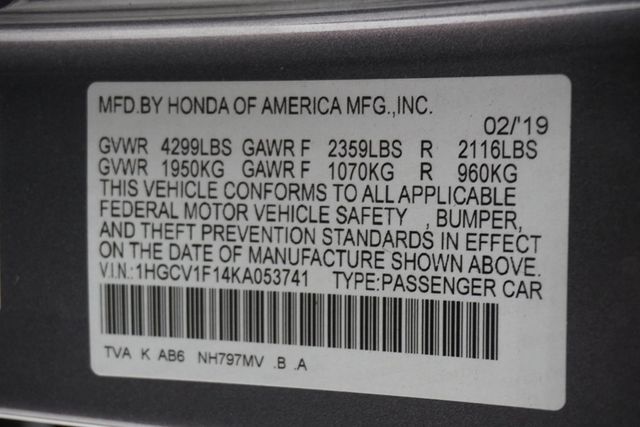 MFD.BY HONDA OF AMERICA MFG.,INC.
02/'19
GVWR 4299LBS GAWR F 2359LBS R 2116LBS
GVWR 1950KG GAWR F 1070KG R 960KG
THIS VEHICLE CONFORMS TO ALL APPLICABLE
FEDERAL MOTOR VEHICLE SAFETY , BUMPER,
AND THEFT PREVENTION STANDARDS IN EFFECT
ON THE DATE OF MANUFACTURE SHOWN ABOVE.
V.I.N.:1HGCV1F14KA053741 TYPE:PASSENGER CAR
TVA K AB6 NH797MV .B .A